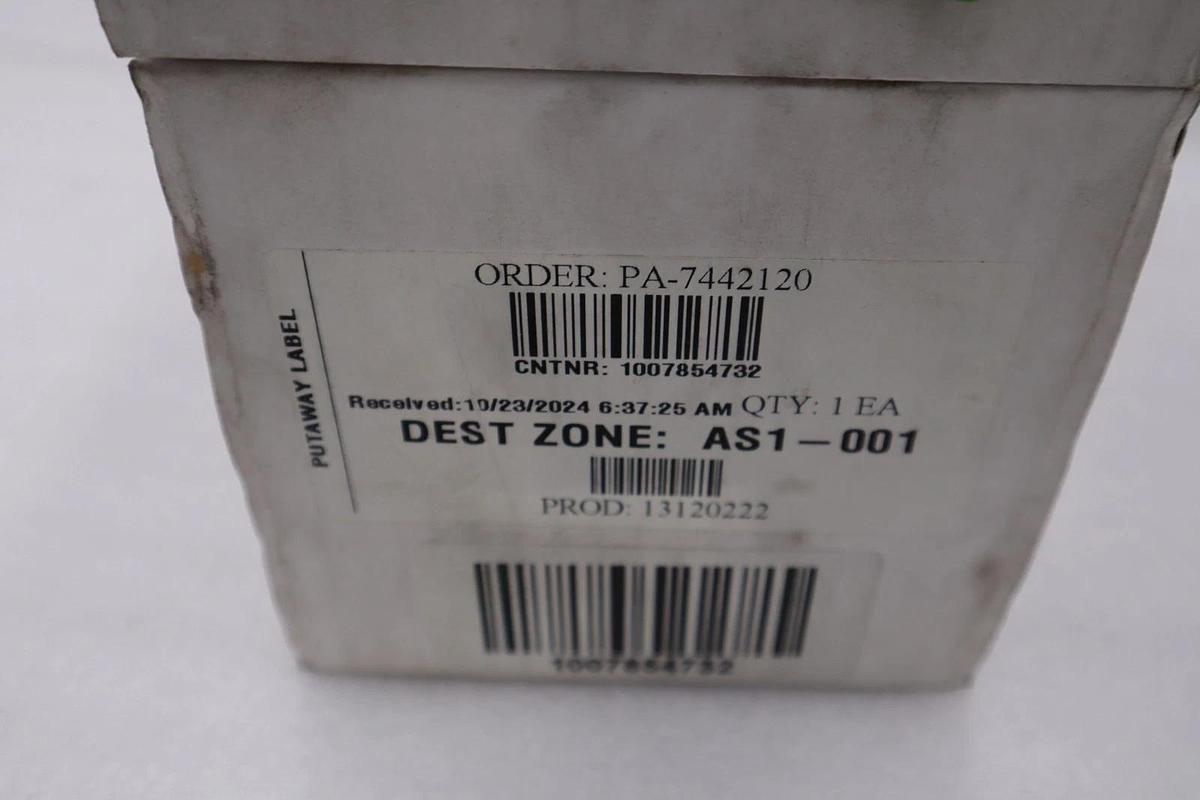 ORDER: PA-7442120
CNTNR: 1007854732
PUTAWAY LABEL
Received:10/23/2024 6:37:25 AM QTY: 1 EA
DEST ZONE: AS1-001
PROD: 13120222
1007854732